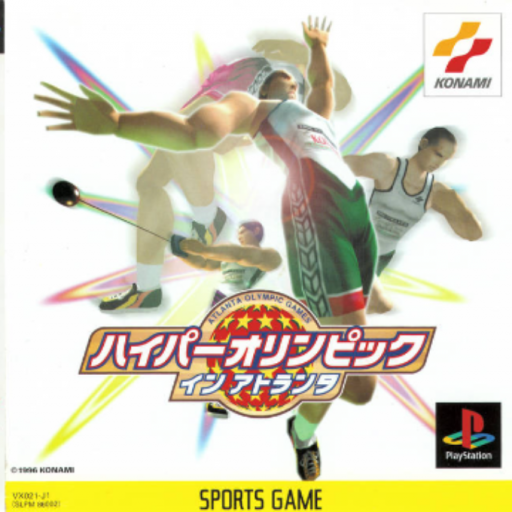 KONAMI
ATLANTA OLYMPIC GAMES
ハイパーオリンピック
イン アトランタ
PlayStation
©1996 KONAMI
VX021-J1
(SLPM 86002)
SPORTS GAME